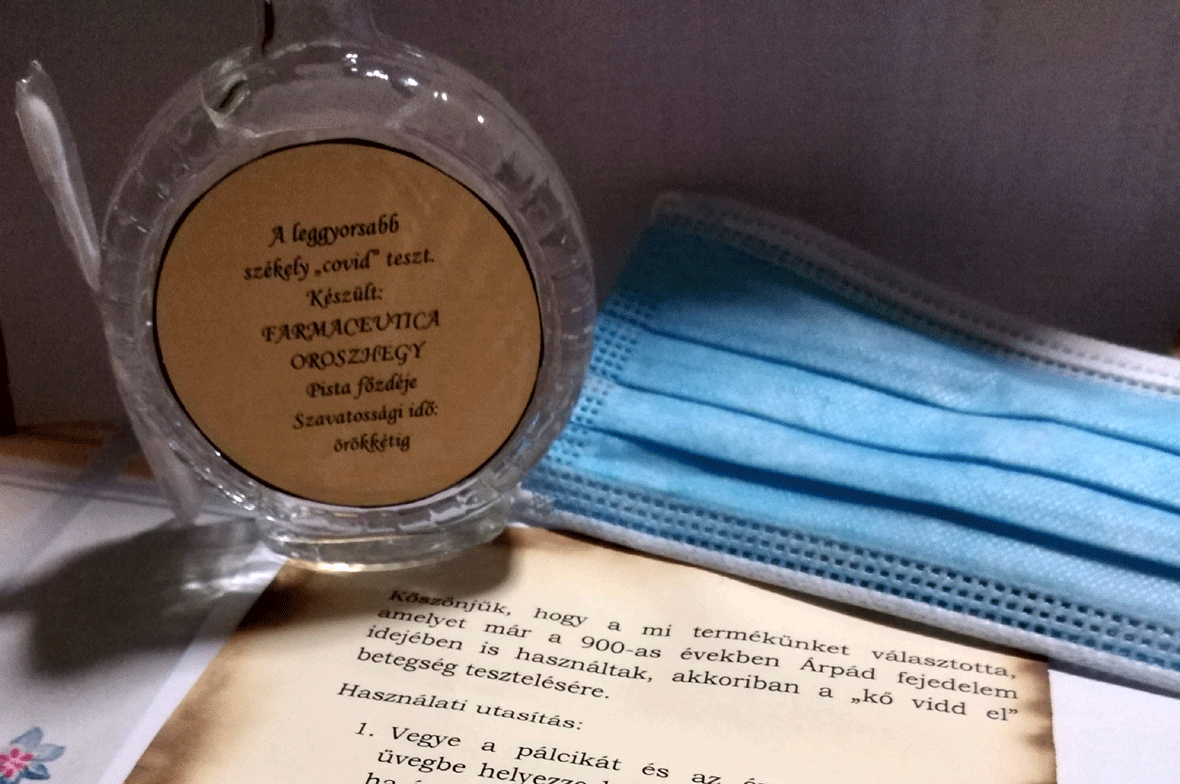 A leggyorsabb
székely „covid” teszt.
Készült:
FARMACEUTICA
OROSZHEGY
Pista főzdéje
Szavatossági idő:
örökkétig
Köszönjük, hogy a mi termékünket választotta,
amelyet már a 900-as években Árpád fejedelem
idejében is használtak, akkoriban a „kő vidd el”
betegség tesztelésére.
Használati utasítás:
1. Vegye a pálcikát és az
üvegbe helyezze